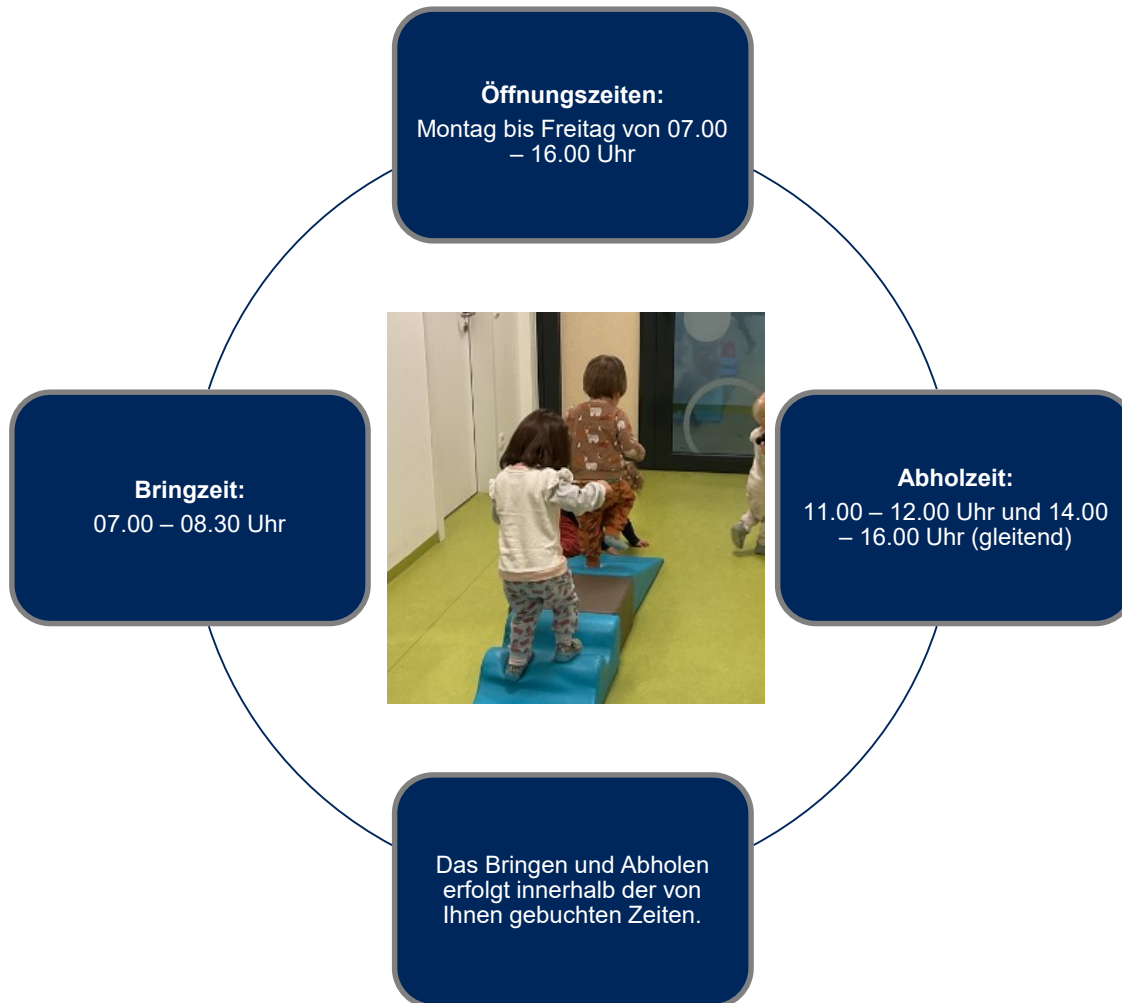 Öffnungszeiten:
Montag bis Freitag von 07.00
– 16.00 Uhr
Bringzeit:
07.00 – 08.30 Uhr
Abholzeit:
11.00 – 12.00 Uhr und 14.00
– 16.00 Uhr (gleitend)
Das Bringen und Abholen
erfolgt innerhalb der von
Ihnen gebuchten Zeiten.